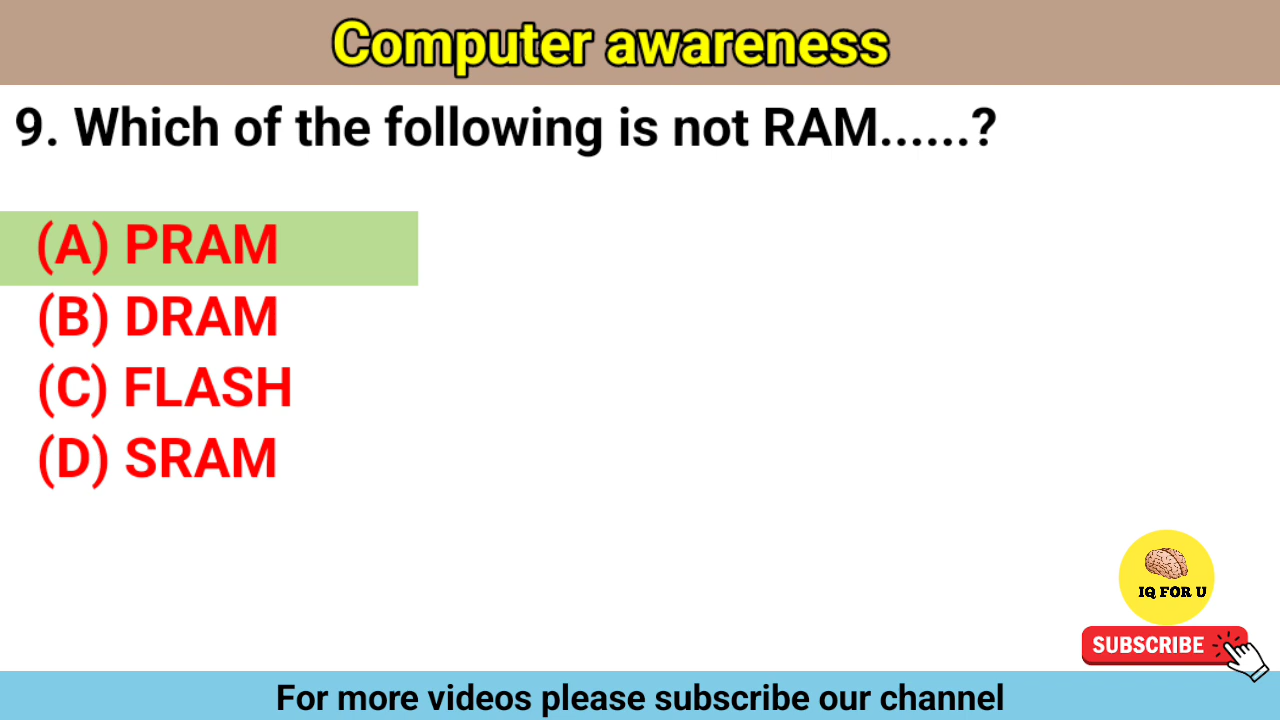 Computer awareness
9. Which of the following is not RAM......?
(A) PRAM
(B) DRAM
(C) FLASH
(D) SRAM
IQ FOR U
SUBSCRIBE
For more videos please subscribe our channel